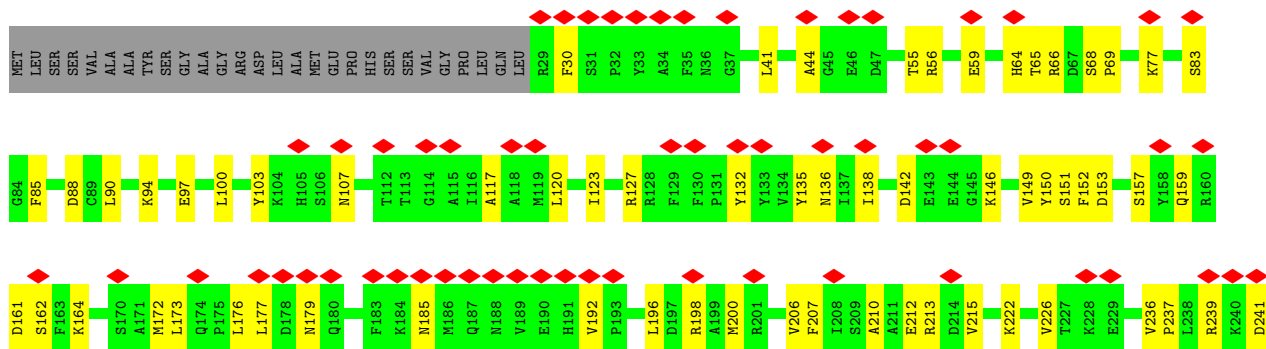 MET LEU SER SER VAL ALA ALA TYR SER GLY ALA GLY ARG ASP LEU ALA MET GLU PRO HIS SER SER VAL GLY PRO LEU GLN LEU R29 F30 S31 P32 Y33 A34 F35 N36 G37 L41 A44 G45 E46 D47 T55 R56 E59 H64 T65 R66 D67 S68 P69 K77 S83
G84 F85 D88 C89 L90 K94 E97 L100 Y103 K104 H105 S106 N107 T112 T113 G114 A115 I116 A117 A118 M119 L120 I123 R127 R128 F129 F130 P131 Y132 Y133 V134 Y135 N136 I137 I138 D142 E143 E144 G145 K146 V149 Y150 S151 F152 D153 S157 Y158 Q159 R160
D161 S162 F163 K164 S170 A171 M172 L173 Q174 P175 L176 L177 D178 N179 Q180 F183 K184 N185 M186 Q187 N188 V189 E190 H191 V192 P193 L196 D197 R198 A199 M200 R201 V206 F207 I208 S209 A210 A211 E212 R213 D214 V215 K222 V226 T227 K228 E229 V236 P237 L238 R239 K240 D241